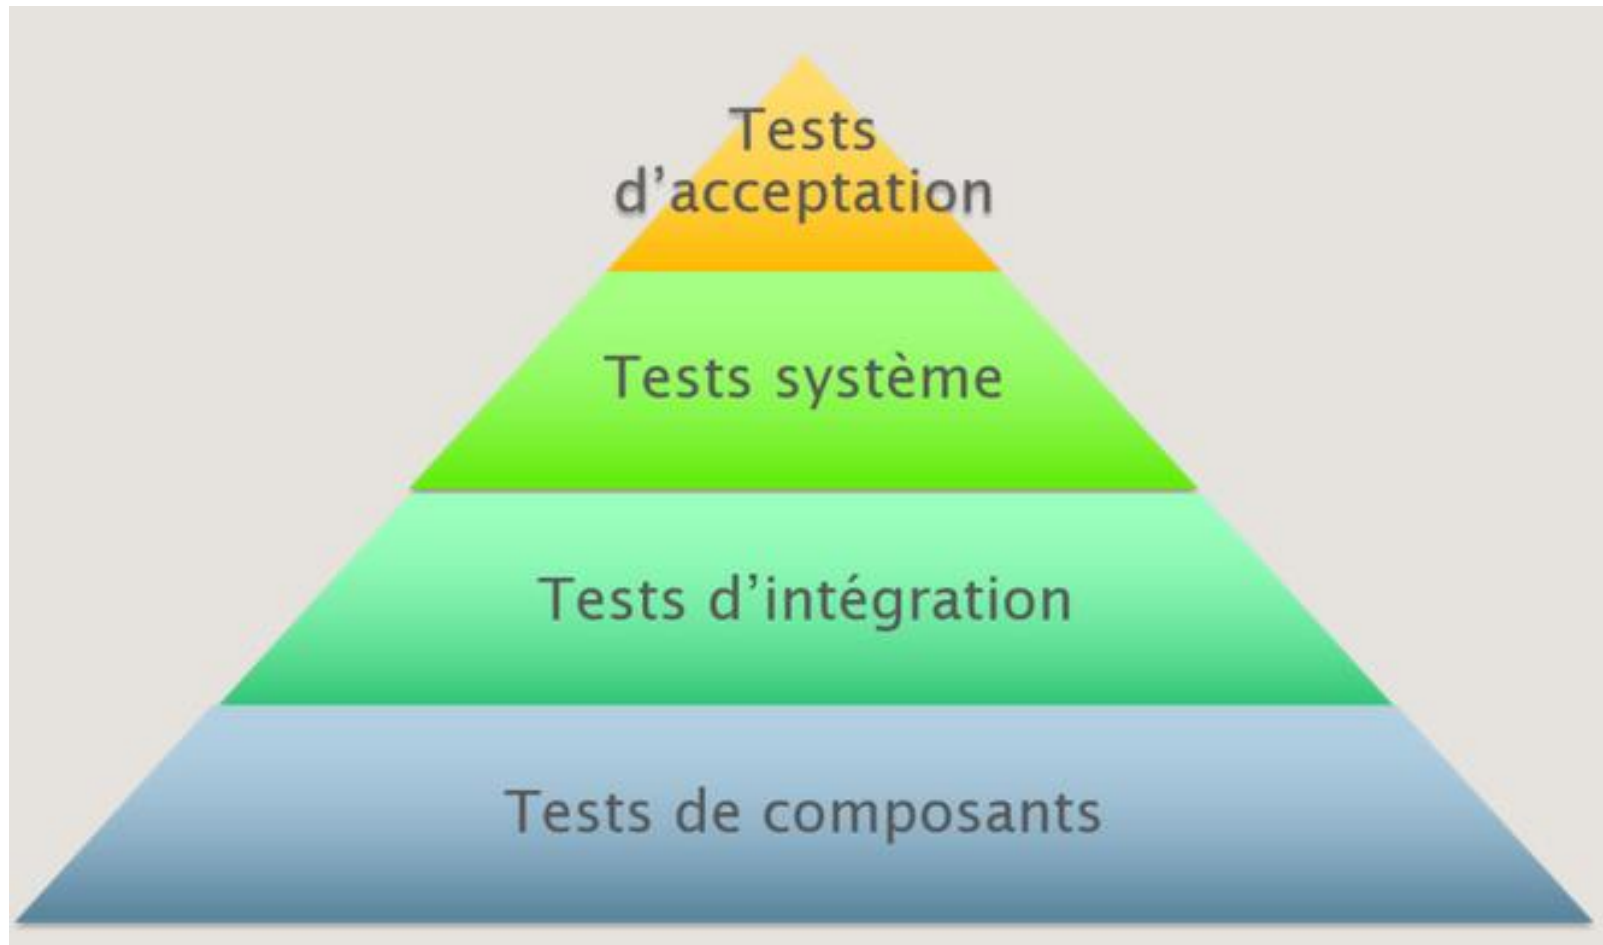 Tests
d’acceptation
Tests système
Tests d’intégration
Tests de composants